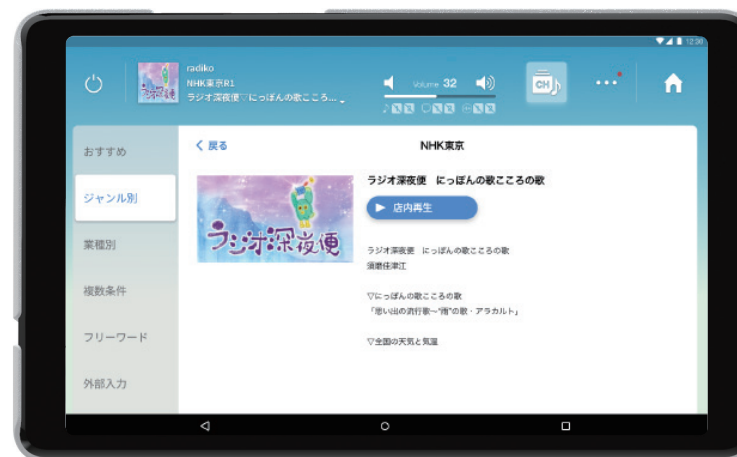 12:30
radiko
NHK東京R1
ラジオ深夜便▽にっぽんの歌こころ...
Volume 32
CH
おすすめ
ジャンル別
業種別
複数条件
フリーワード
外部入力
戻る
NHK東京
ラジオ深夜便
ラジオ深夜便 にっぽんの歌こころの歌
店内再生
ラジオ深夜便 にっぽんの歌こころの歌
須磨佳津江
▽にっぽんの歌こころの歌
「思い出の流行歌～“雨”の歌・アラカルト」
▽全国の天気と気温